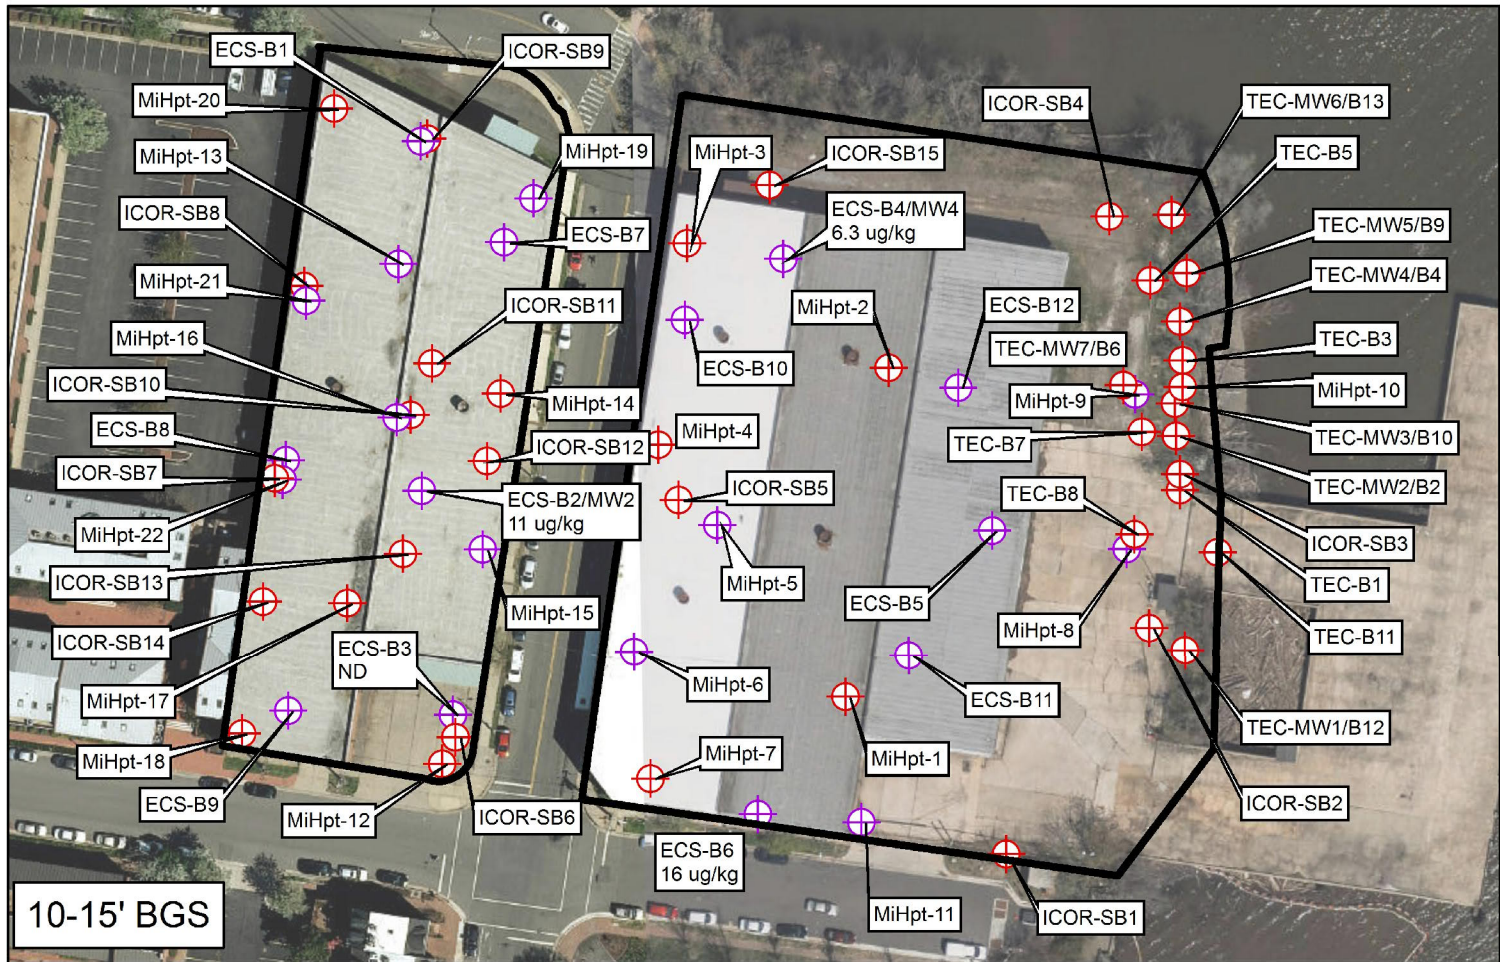 ECS-B1
ICOR-SB9
MiHpt-20
MiHpt-13
MiHpt-19
ICOR-SB8
ECS-B7
MiHpt-21
ICOR-SB11
MiHpt-16
ICOR-SB10
MiHpt-14
ECS-B8
ICOR-SB12
ICOR-SB7
ECS-B2/MW2
11 ug/kg
MiHpt-22
ICOR-SB13
MiHpt-15
ICOR-SB14
ECS-B3
ND
MiHpt-17
MiHpt-18
ECS-B9
MiHpt-12
ICOR-SB6
MiHpt-3
ICOR-SB15
ECS-B4/MW4
6.3 ug/kg
ECS-B10
MiHpt-2
ECS-B12
MiHpt-4
ICOR-SB5
MiHpt-5
ECS-B5
MiHpt-6
ECS-B11
MiHpt-7
MiHpt-1
ECS-B6
16 ug/kg
MiHpt-11
ICOR-SB1
ICOR-SB4
TEC-MW6/B13
TEC-B5
TEC-MW5/B9
TEC-MW4/B4
TEC-MW7/B6
TEC-B3
MiHpt-9
MiHpt-10
TEC-B7
TEC-MW3/B10
TEC-B8
TEC-MW2/B2
ICOR-SB3
TEC-B1
MiHpt-8
TEC-B11
TEC-MW1/B12
ICOR-SB2
10-15' BGS